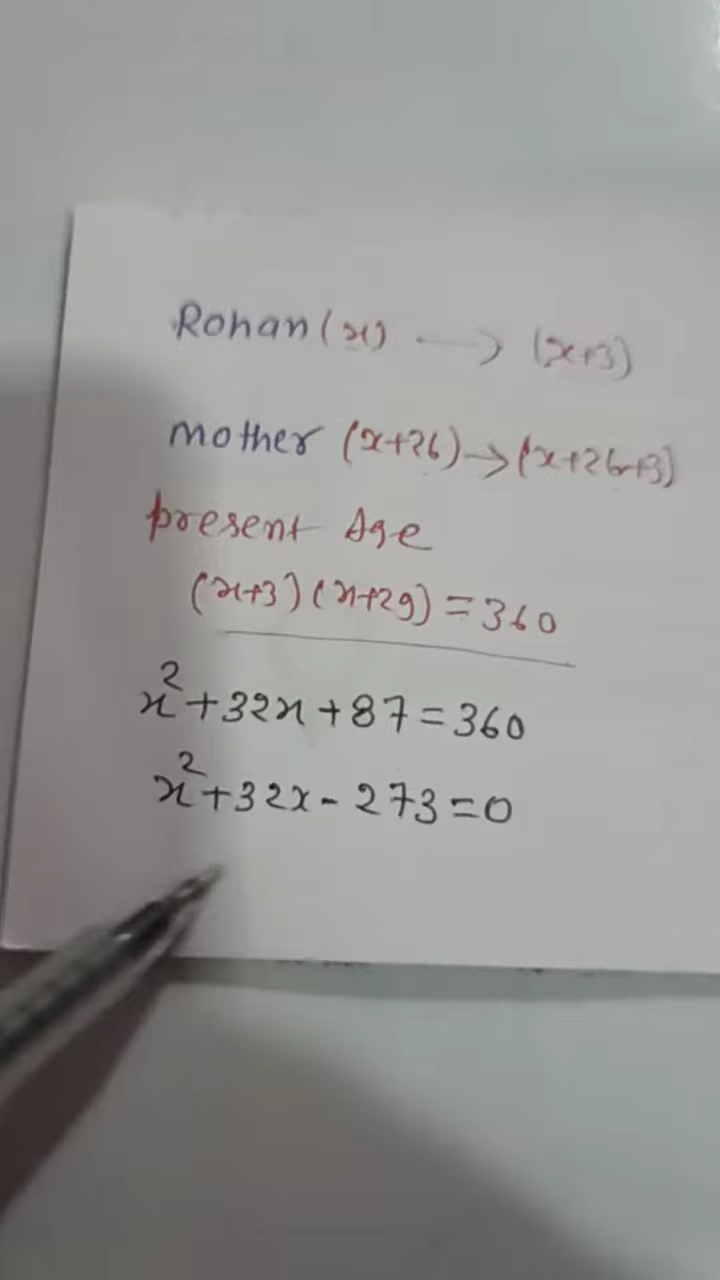 Rohan (x) → (x+3)
mother (x+26) → (x+26+3)
present Age
(x+3) (x+29) = 360
x²+32x+87=360
x²+32x-273=0